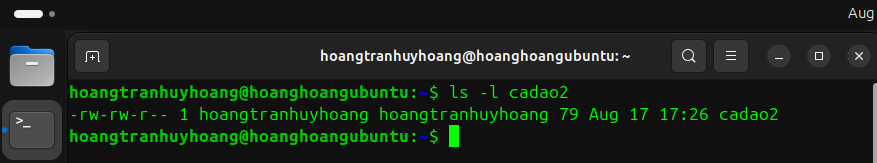 Aug
hoangtranhuyhoang@hoanghoangubuntu: ~
hoangtranhuyhoang@hoanghoangubuntu:~$ ls -l cadao2
-rw-rw-r-- 1 hoangtranhuyhoang hoangtranhuyhoang 79 Aug 17 17:26 cadao2
hoangtranhuyhoang@hoanghoangubuntu:~$